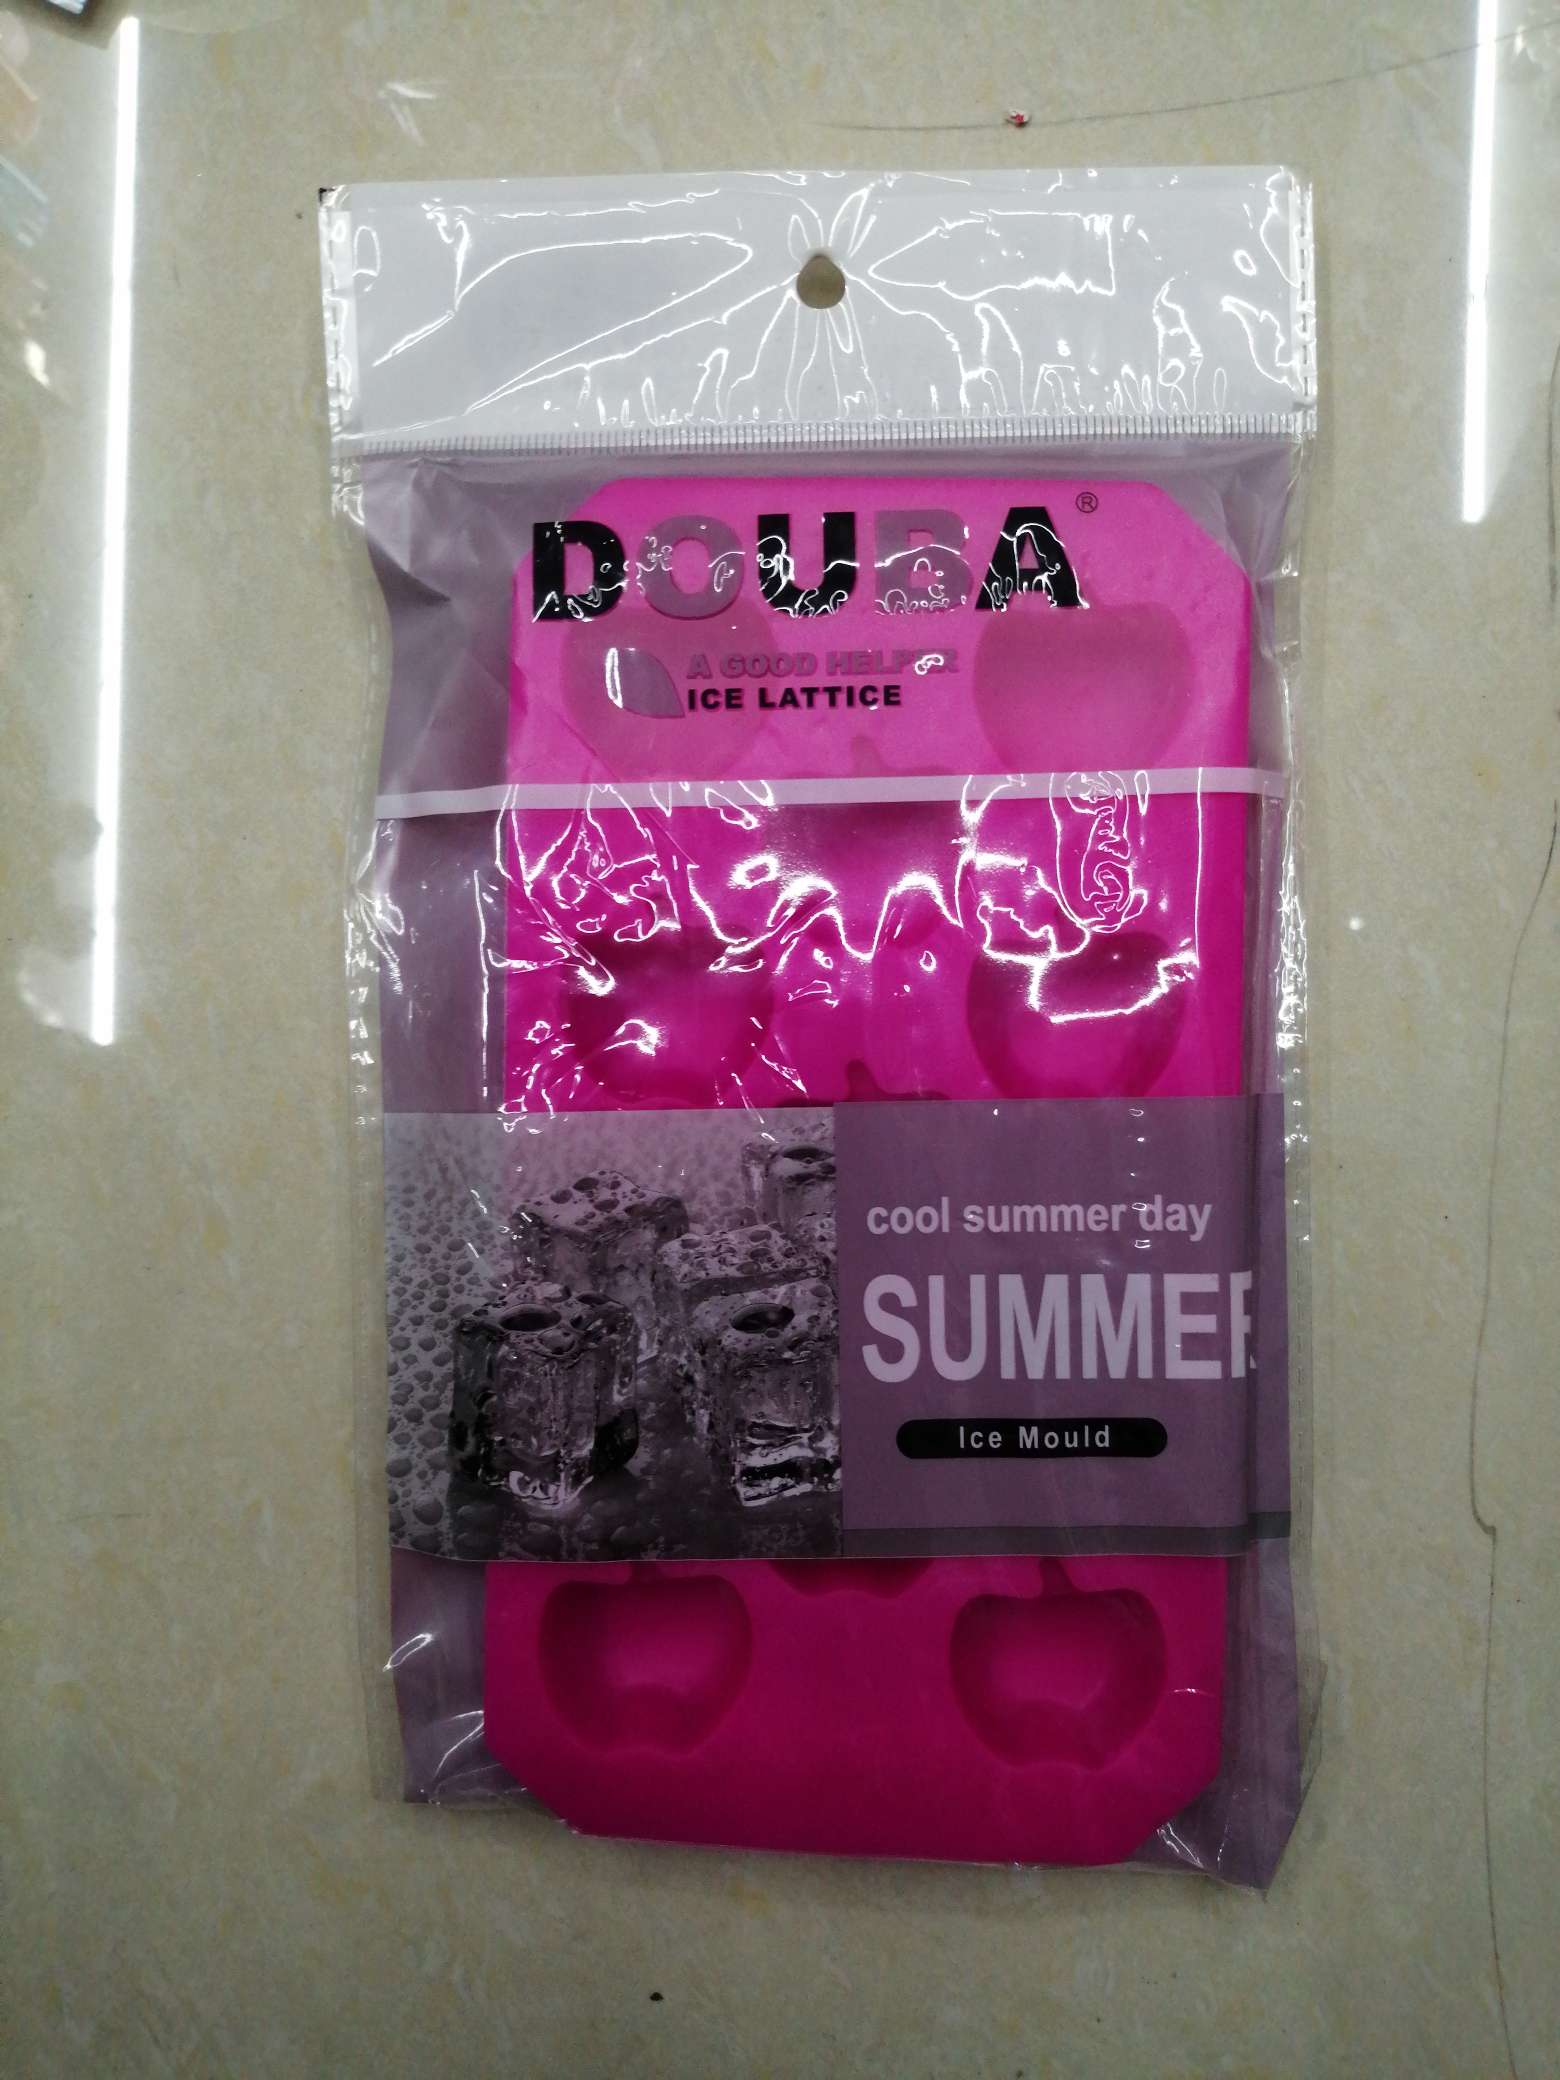 DOUBA®
A GOOD HELPER
ICE LATTICE
cool summer day
SUMMER
Ice Mould